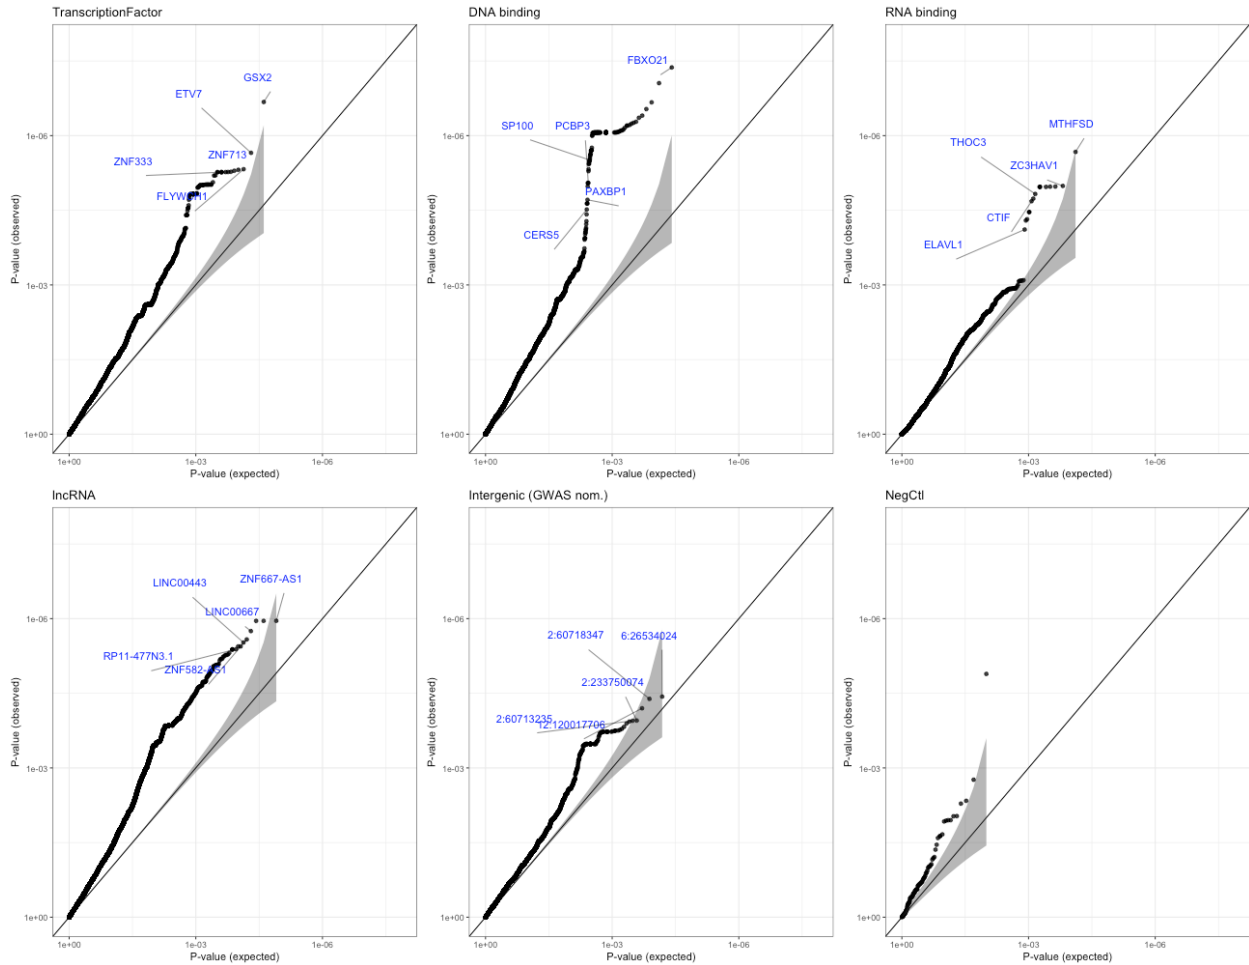 TranscriptionFactor
GSX2
ETV7
1e-06
ZNF333
ZNF713
FLYWCH1
P-value (observed)
1e-03
1e+00
1e+00
1e-03
1e-06
P-value (expected)
DNA binding
FBXO21
SP100
PCBP3
1e-06
PAXBP1
CERS5
P-value (observed)
1e-03
1e+00
1e+00
1e-03
1e-06
P-value (expected)
RNA binding
1e-06
MTHFSD
THOC3
ZC3HAV1
CTIF
ELAVL1
P-value (observed)
1e-03
1e+00
1e+00
1e-03
1e-06
P-value (expected)
lncRNA
LINC00443
ZNF667-AS1
1e-06
LINC00667
RP11-477N3.1
ZNF582-AS1
P-value (observed)
1e-03
1e+00
1e+00
1e-03
1e-06
P-value (expected)
Intergenic (GWAS nom.)
1e-06
2:60718347
6:26534024
2:233750074
2:60713235
12:120017706
P-value (observed)
1e-03
1e+00
1e+00
1e-03
1e-06
P-value (expected)
NegCtl
1e-06
P-value (observed)
1e-03
1e+00
1e+00
1e-03
1e-06
P-value (expected)